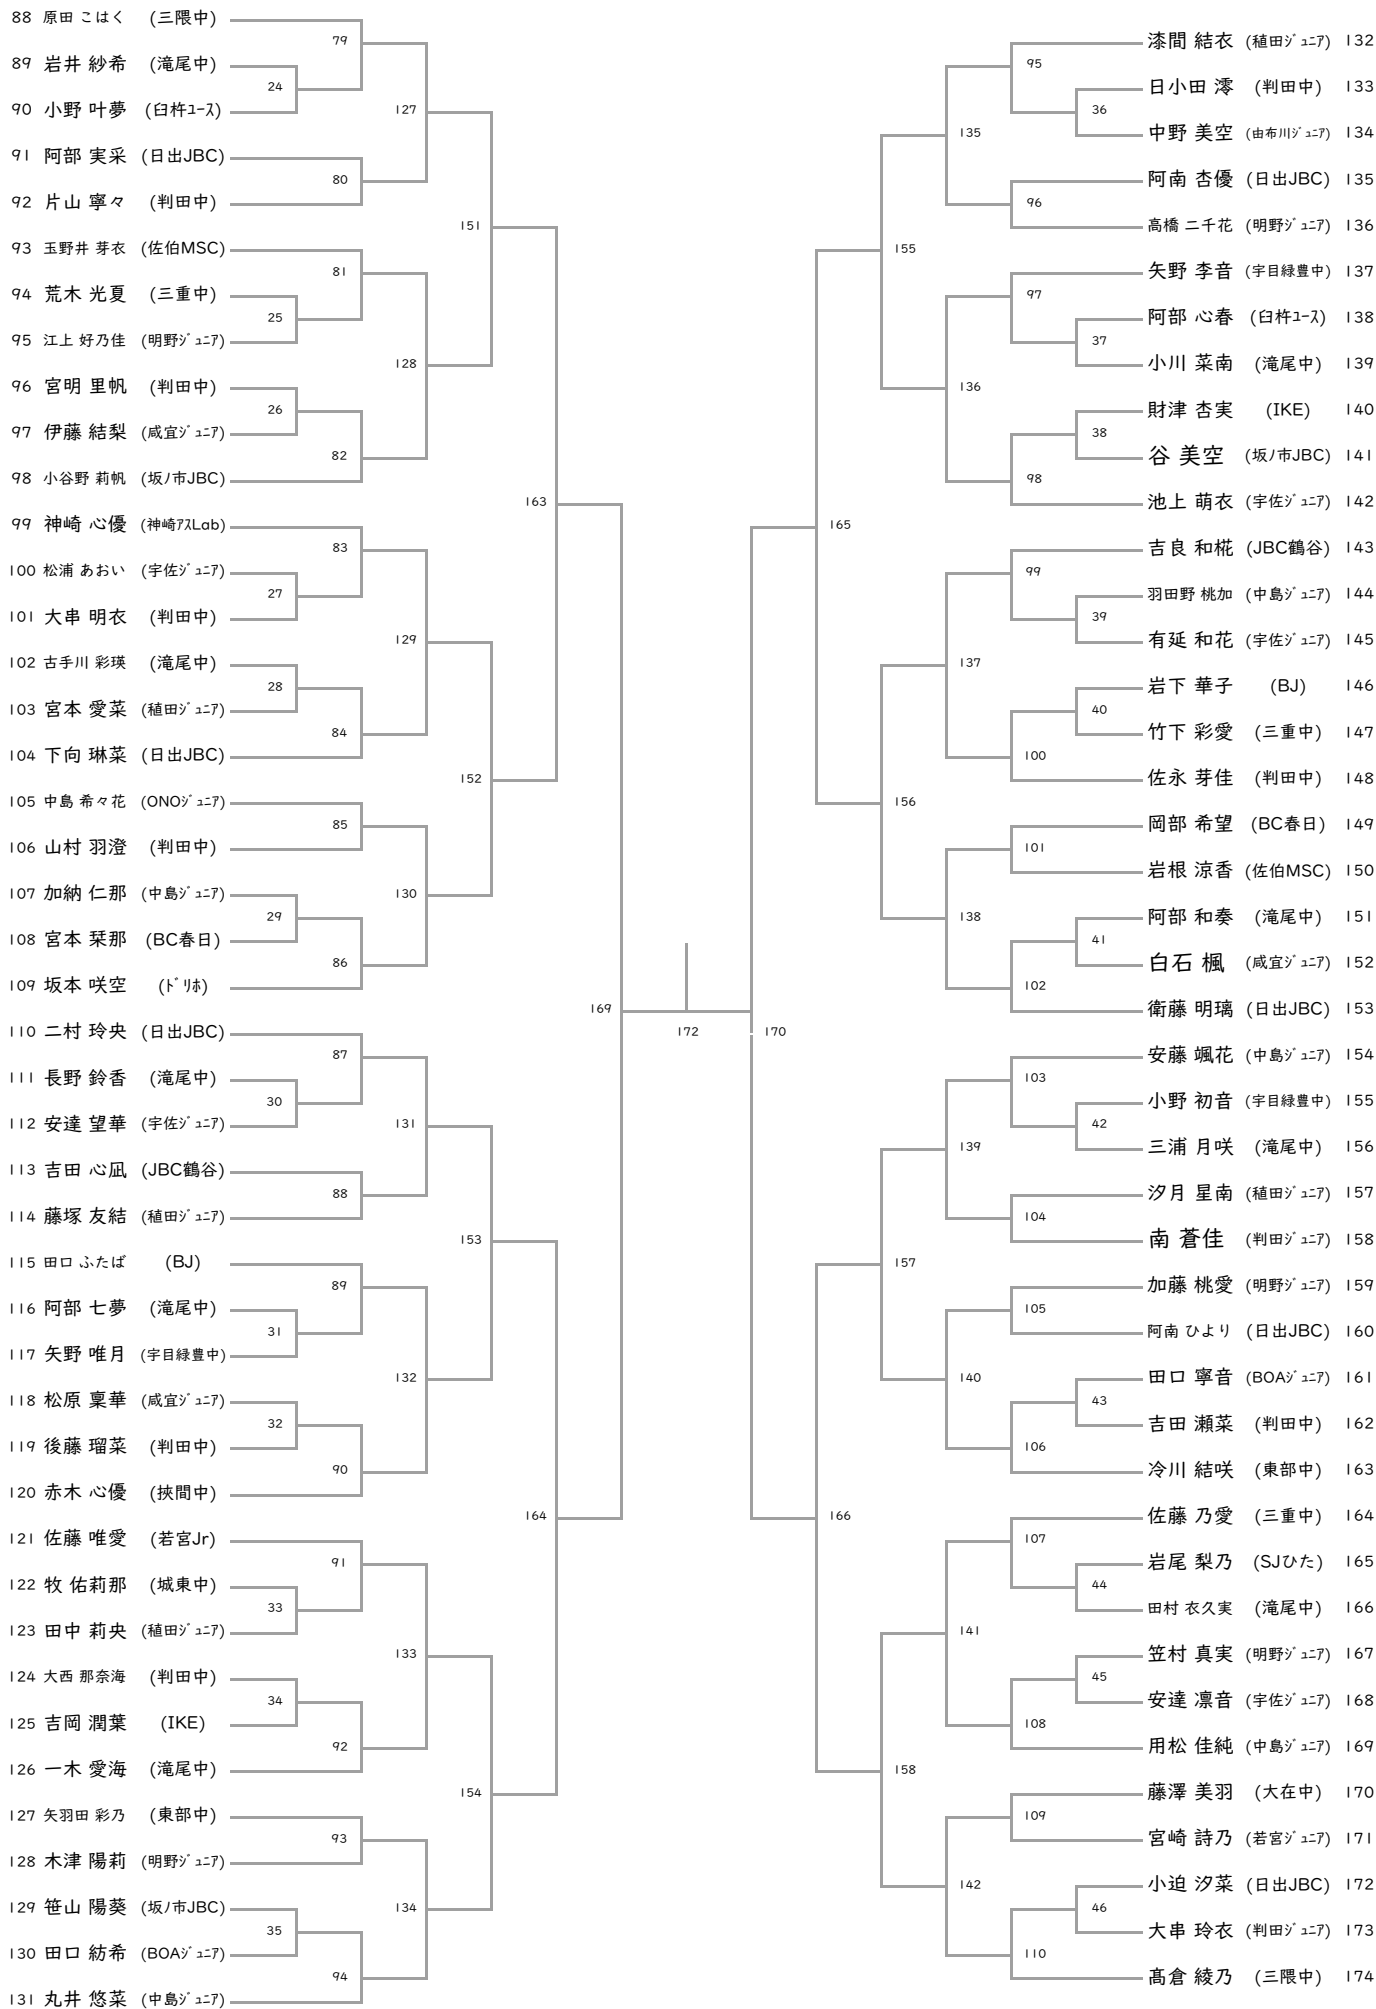 88 原田 こはく (三隈中)
89 岩井 紗希 (滝尾中)
90 小野 叶夢 (臼杵ﾕｰｽ)
91 阿部 実采 (日出JBC)
92 片山 寧々 (判田中)
93 玉野井 芽衣 (佐伯MSC)
94 荒木 光夏 (三重中)
95 江上 好乃佳 (明野ｼﾞｭﾆｱ)
96 宮明 里帆 (判田中)
97 伊藤 結梨 (咸宜ｼﾞｭﾆｱ)
98 小谷野 莉帆 (坂ﾉ市JBC)
99 神崎 心優 (神崎ｱｽLab)
100 松浦 あおい (宇佐ｼﾞｭﾆｱ)
101 大串 明衣 (判田中)
102 古手川 彩瑛 (滝尾中)
103 宮本 愛菜 (稙田ｼﾞｭﾆｱ)
104 下向 琳菜 (日出JBC)
105 中島 希々花 (ONOｼﾞｭﾆｱ)
106 山村 羽澄 (判田中)
107 加納 仁那 (中島ｼﾞｭﾆｱ)
108 宮本 栞那 (BC春日)
109 坂本 咲空 (ﾄﾞﾘﾎ)
110 二村 玲央 (日出JBC)
111 長野 鈴香 (滝尾中)
112 安達 望華 (宇佐ｼﾞｭﾆｱ)
113 吉田 心凪 (JBC鶴谷)
114 藤塚 友結 (稙田ｼﾞｭﾆｱ)
115 田口 ふたば (BJ)
116 阿部 七夢 (滝尾中)
117 矢野 唯月 (宇目緑豊中)
118 松原 稟華 (咸宜ｼﾞｭﾆｱ)
119 後藤 瑠菜 (判田中)
120 赤木 心優 (挾間中)
121 佐藤 唯愛 (若宮Jr)
122 牧 佑莉那 (城東中)
123 田中 莉央 (稙田ｼﾞｭﾆｱ)
124 大西 那奈海 (判田中)
125 吉岡 潤葉 (IKE)
126 一木 愛海 (滝尾中)
127 矢羽田 彩乃 (東部中)
128 木津 陽莉 (明野ｼﾞｭﾆｱ)
129 笹山 陽葵 (坂ﾉ市JBC)
130 田口 紡希 (BOAｼﾞｭﾆｱ)
131 丸井 悠菜 (中島ｼﾞｭﾆｱ)
24
25
26
27
28
29
30
31
32
33
34
35
79
80
81
82
83
84
85
86
87
88
89
90
91
92
93
94
127
128
129
130
131
132
133
134
151
152
153
154
163
164
169
172
170
165
166
155
156
157
158
135
136
137
138
139
140
141
142
95
96
97
98
99
100
101
102
103
104
105
106
107
108
109
110
36
37
38
39
40
41
42
43
44
45
46
漆間 結衣 (稙田ｼﾞｭﾆｱ) 132
日小田 澪 (判田中) 133
中野 美空 (由布川ｼﾞｭﾆｱ) 134
阿南 杏優 (日出JBC) 135
高橋 二千花 (明野ｼﾞｭﾆｱ) 136
矢野 李音 (宇目緑豊中) 137
阿部 心春 (臼杵ﾕｰｽ) 138
小川 菜南 (滝尾中) 139
財津 杏実 (IKE) 140
谷 美空 (坂ﾉ市JBC) 141
池上 萌衣 (宇佐ｼﾞｭﾆｱ) 142
吉良 和椛 (JBC鶴谷) 143
羽田野 桃加 (中島ｼﾞｭﾆｱ) 144
有延 和花 (宇佐ｼﾞｭﾆｱ) 145
岩下 華子 (BJ) 146
竹下 彩愛 (三重中) 147
佐永 芽佳 (判田中) 148
岡部 希望 (BC春日) 149
岩根 涼香 (佐伯MSC) 150
阿部 和奏 (滝尾中) 151
白石 楓 (咸宜ｼﾞｭﾆｱ) 152
衛藤 明璃 (日出JBC) 153
安藤 颯花 (中島ｼﾞｭﾆｱ) 154
小野 初音 (宇目緑豊中) 155
三浦 月咲 (滝尾中) 156
汐月 星南 (稙田ｼﾞｭﾆｱ) 157
南 蒼佳 (判田ｼﾞｭﾆｱ) 158
加藤 桃愛 (明野ｼﾞｭﾆｱ) 159
阿南 ひより (日出JBC) 160
田口 寧音 (BOAｼﾞｭﾆｱ) 161
吉田 瀬菜 (判田中) 162
冷川 結咲 (東部中) 163
佐藤 乃愛 (三重中) 164
岩尾 梨乃 (SJひた) 165
田村 衣久実 (滝尾中) 166
笠村 真実 (明野ｼﾞｭﾆｱ) 167
安達 凛音 (宇佐ｼﾞｭﾆｱ) 168
用松 佳純 (中島ｼﾞｭﾆｱ) 169
藤澤 美羽 (大在中) 170
宮崎 詩乃 (若宮ｼﾞｭﾆｱ) 171
小迫 汐菜 (日出JBC) 172
大串 玲衣 (判田ｼﾞｭﾆｱ) 173
髙倉 綾乃 (三隈中) 174